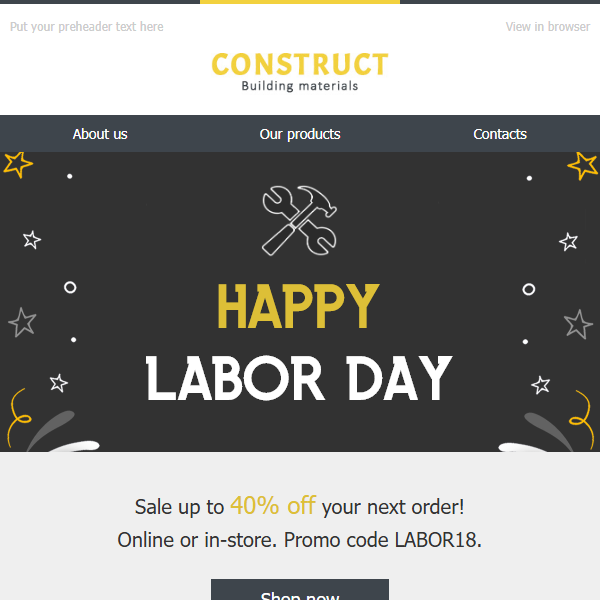 Put your preheader text here
View in browser
CONSTRUCT
Building materials
About us
Our products
Contacts
HAPPY
LABOR DAY
Sale up to 40% off your next order!
Online or in-store. Promo code LABOR18.
Shop now